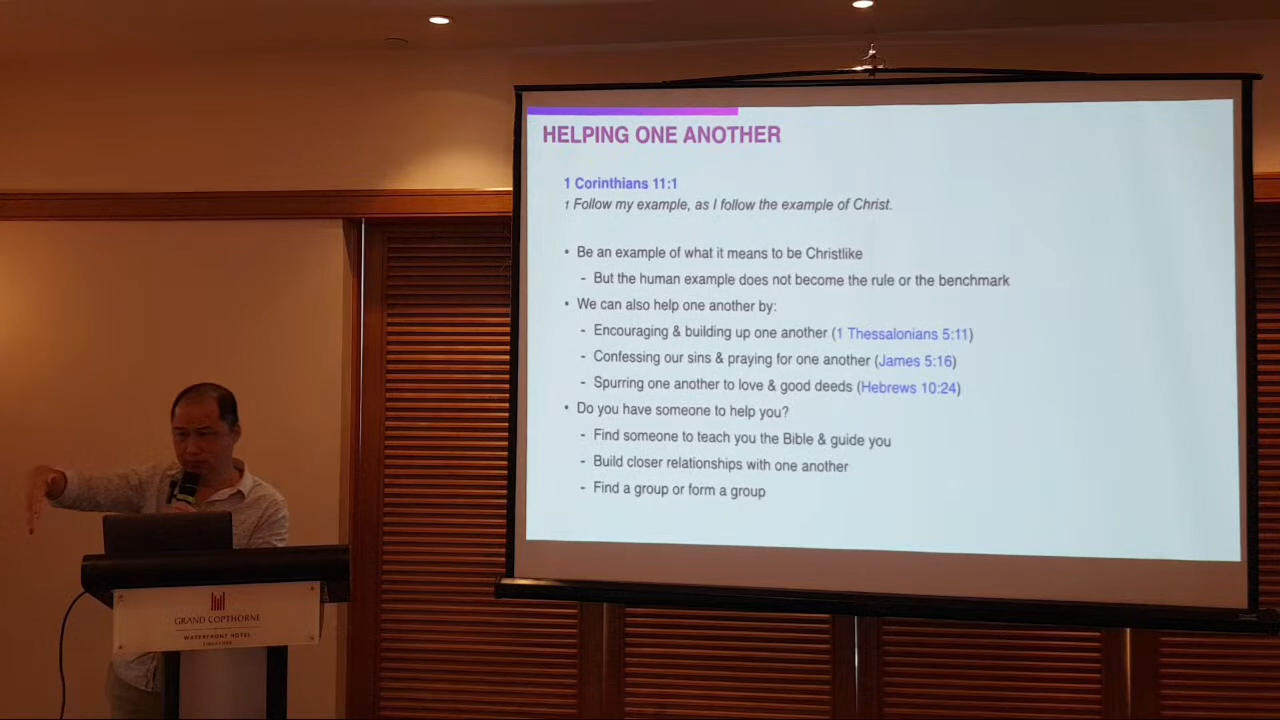 HELPING ONE ANOTHER
1 Corinthians 11:1
1 Follow my example, as I follow the example of Christ.
• Be an example of what it means to be Christlike
- But the human example does not become the rule or the benchmark
• We can also help one another by:
- Encouraging & building up one another (1 Thessalonians 5:11)
- Confessing our sins & praying for one another (James 5:16)
- Spurring one another to love & good deeds (Hebrews 10:24)
• Do you have someone to help you?
- Find someone to teach you the Bible & guide you
- Build closer relationships with one another
- Find a group or form a group
GRAND COPTHORNE
WATERFRONT HOTEL
SINGAPORE